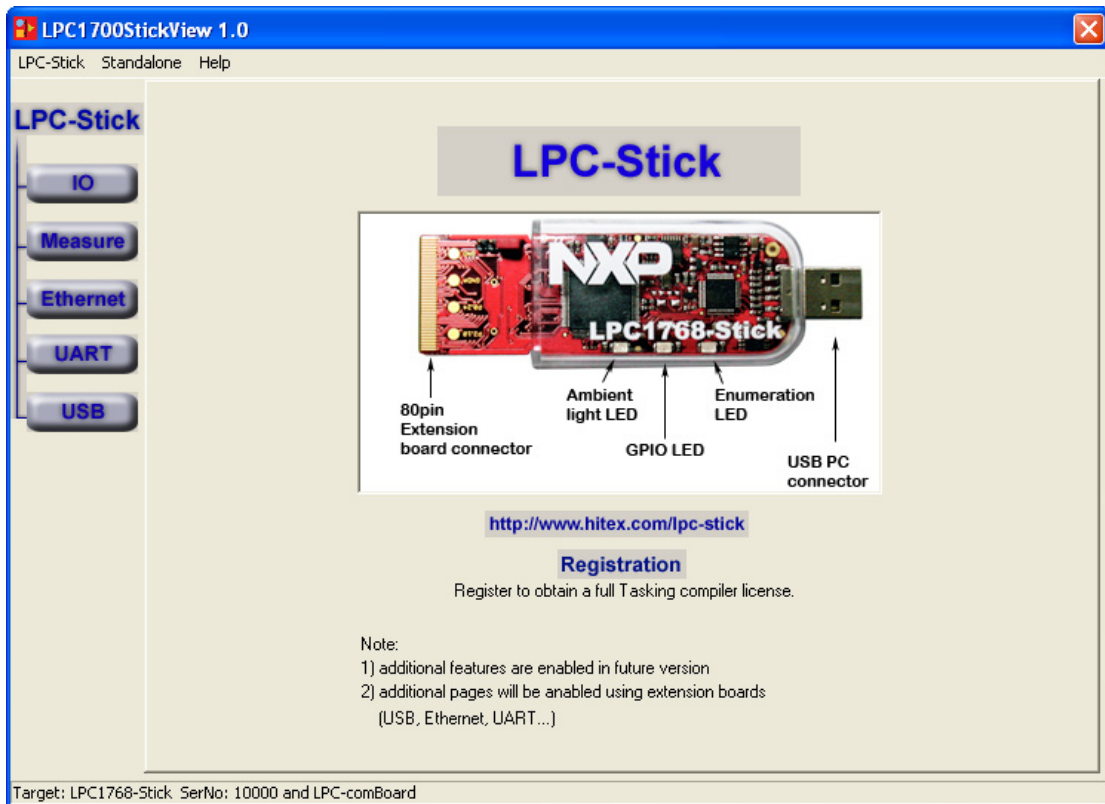 LPC1700StickView 1.0
LPC-Stick Standalone Help
LPC-Stick
IO
Measure
Ethernet
UART
USB
LPC-Stick
NXP
LPC1768-Stick
80pin
Extension
board connector
Ambient
light LED
GPIO LED
Enumeration
LED
USB PC
connector
http://www.hitex.com/lpc-stick
Registration
Register to obtain a full Tasking compiler license.
Note:
1) additional features are enabled in future version
2) additional pages will be anabled using extension boards
(USB, Ethernet, UART...)
Target: LPC1768-Stick SerNo: 10000 and LPC-comBoard